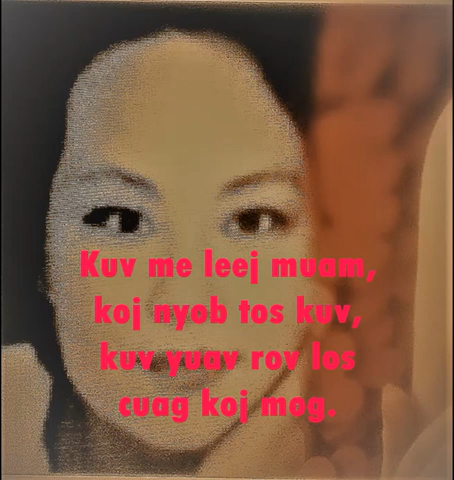 Kuv me leej muam,
koj nyob tos kuv,
kuv yuav rov los
cuag koj mog.